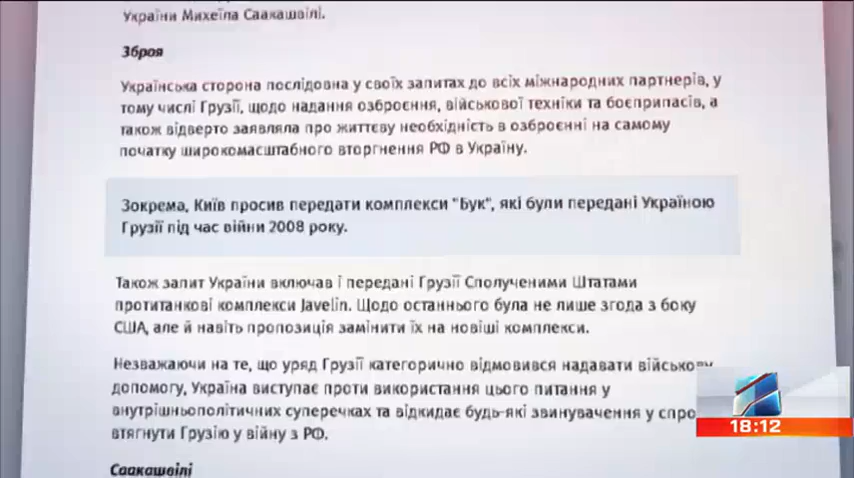 України Михеїла Саакашвілі.
Зброя
Українська сторона послідовна у своїх запитах до всіх міжнародних партнерів, у
тому числі Грузії, щодо надання озброєння, військової техніки та боєприпасів, а
також відверто заявляла про життєву необхідність в озброєнні на самому
початку широкомасштабного вторгнення РФ в Україну.
Зокрема, Київ просив передати комплекси "Бук", які були передані Україною
Грузії під час війни 2008 року.
Також запит України включав і передані Грузії Сполученими Штатами
протитанкові комплекси Javelin. Щодо останнього була не лише згода з боку
США, але й навіть пропозиція замінити їх на новіші комплекси.
Незважаючи на те, що уряд Грузії категорично відмовився надавати військову
допомогу, Україна виступає проти використання цього питання у
внутрішньополітичних суперечках та відкидає будь-які звинувачення у спро
втягнути Грузію у війну з РФ.
Саакашвілі
18:12